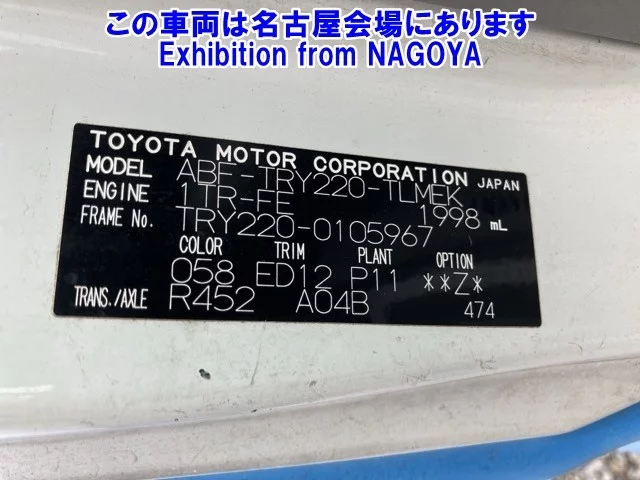 この車両は名古屋会場にあります
Exhibition from NAGOYA
TOYOTA MOTOR CORPORATION JAPAN
MODEL ABF-TRY220-TLMEK
ENGINE 1TR-FE 1998 mL
FRAME No. TRY220-0105967
COLOR TRIM PLANT OPTION
058 ED12 P11 **Z*
TRANS./AXLE R452 A04B 474